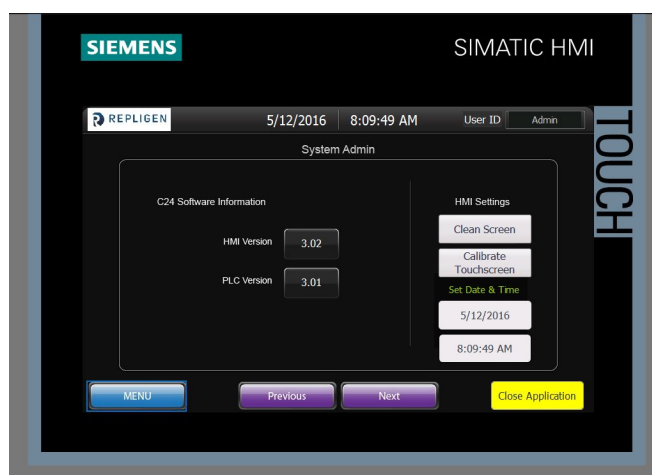 SIEMENS
SIMATIC HMI
TOUCH
REPLIGEN
5/12/2016 8:09:49 AM User ID Admin
System Admin
C24 Software Information
HMI Version 3.02
PLC Version 3.01
HMI Settings
Clean Screen
Calibrate
Touchscreen
Set Date & Time
5/12/2016
8:09:49 AM
MENU Previous Next Close Application